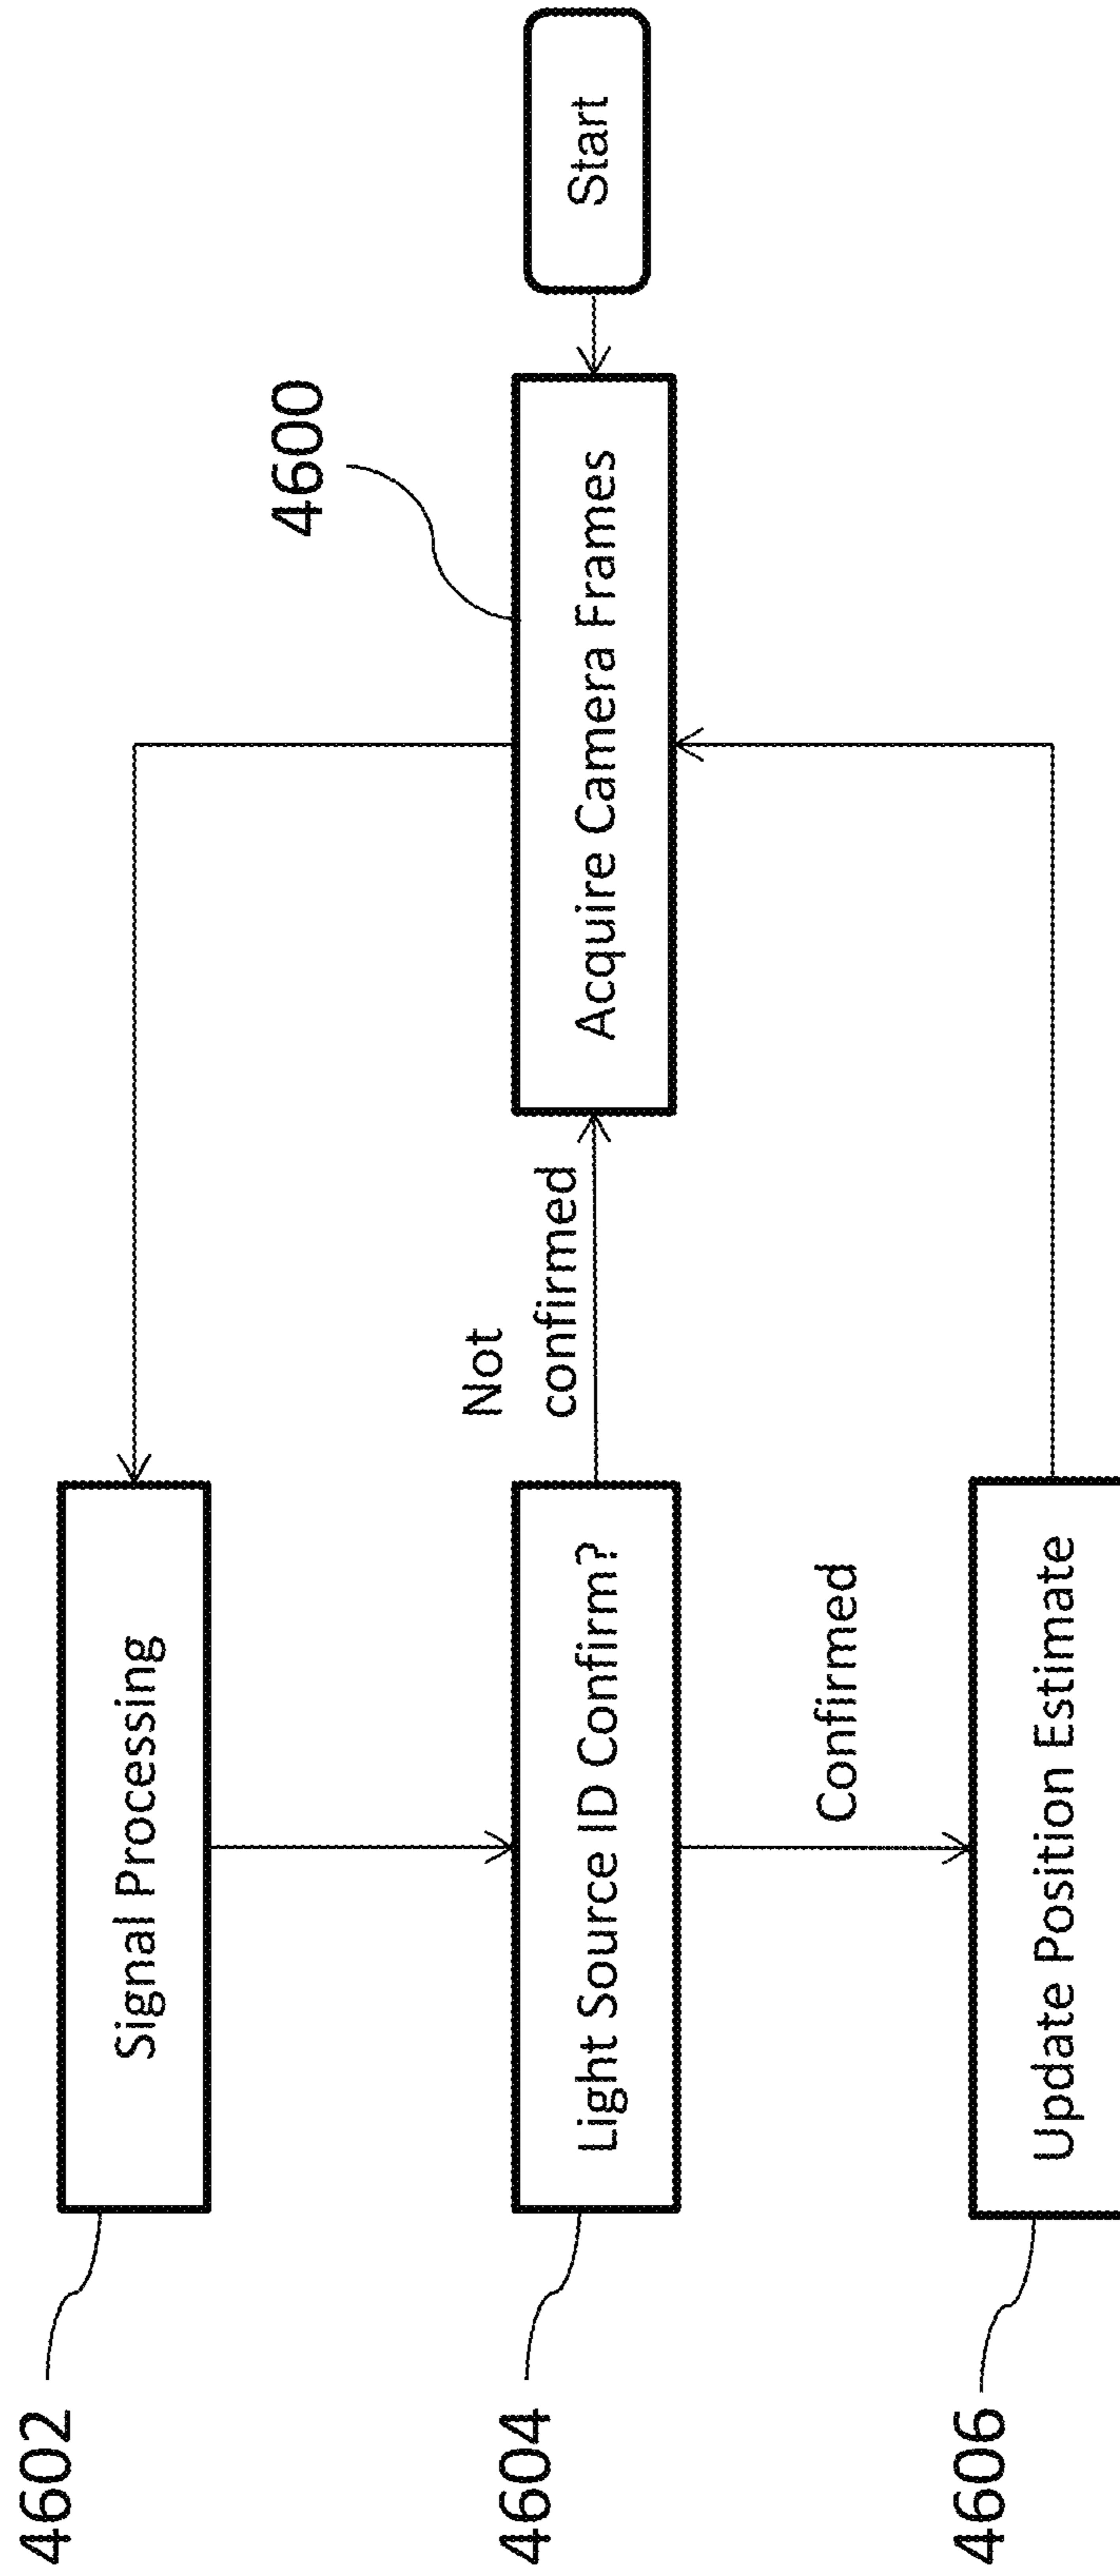 4602
Signal Processing
4600
Not
confirmed
Start
Acquire Camera Frames
4604
Light Source ID Confirm?
Confirmed
4606
Update Position Estimate